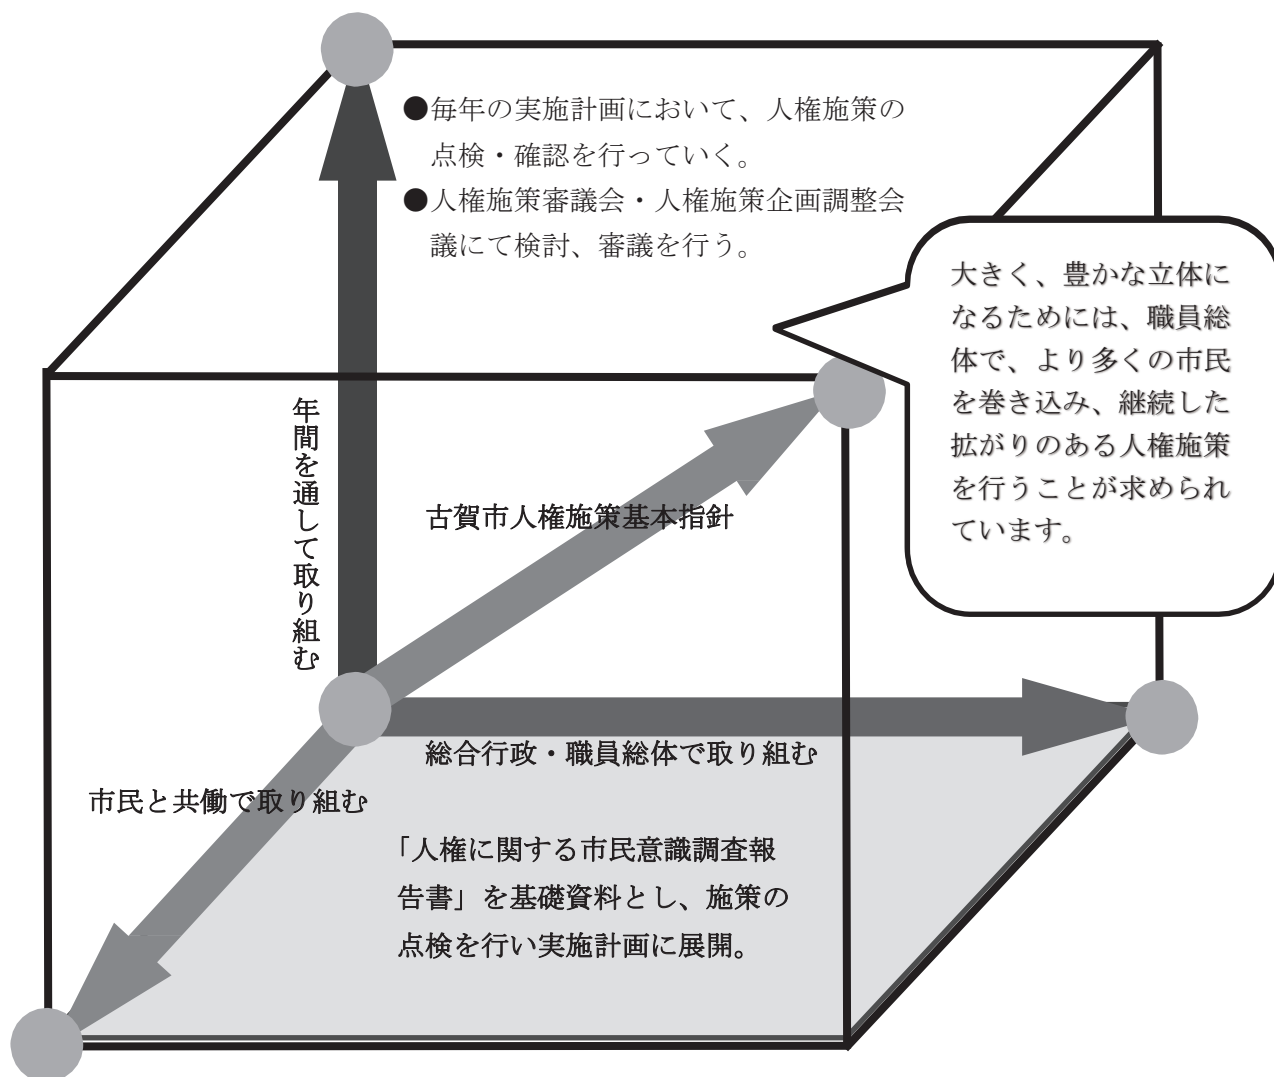 ●毎年の実施計画において、人権施策の
点検・確認を行っていく。
●人権施策審議会・人権施策企画調整会
議にて検討、審議を行う。
大きく、豊かな立体に
なるためには、職員総
体で、より多くの市民
を巻き込み、継続した
拡がりのある人権施策
を行うことが求められ
ています。
年間を通して取り組む
古賀市人権施策基本指針
総合行政・職員総体で取り組む
市民と共働で取り組む
「人権に関する市民意識調査報
告書」を基礎資料とし、施策の
点検を行い実施計画に展開。